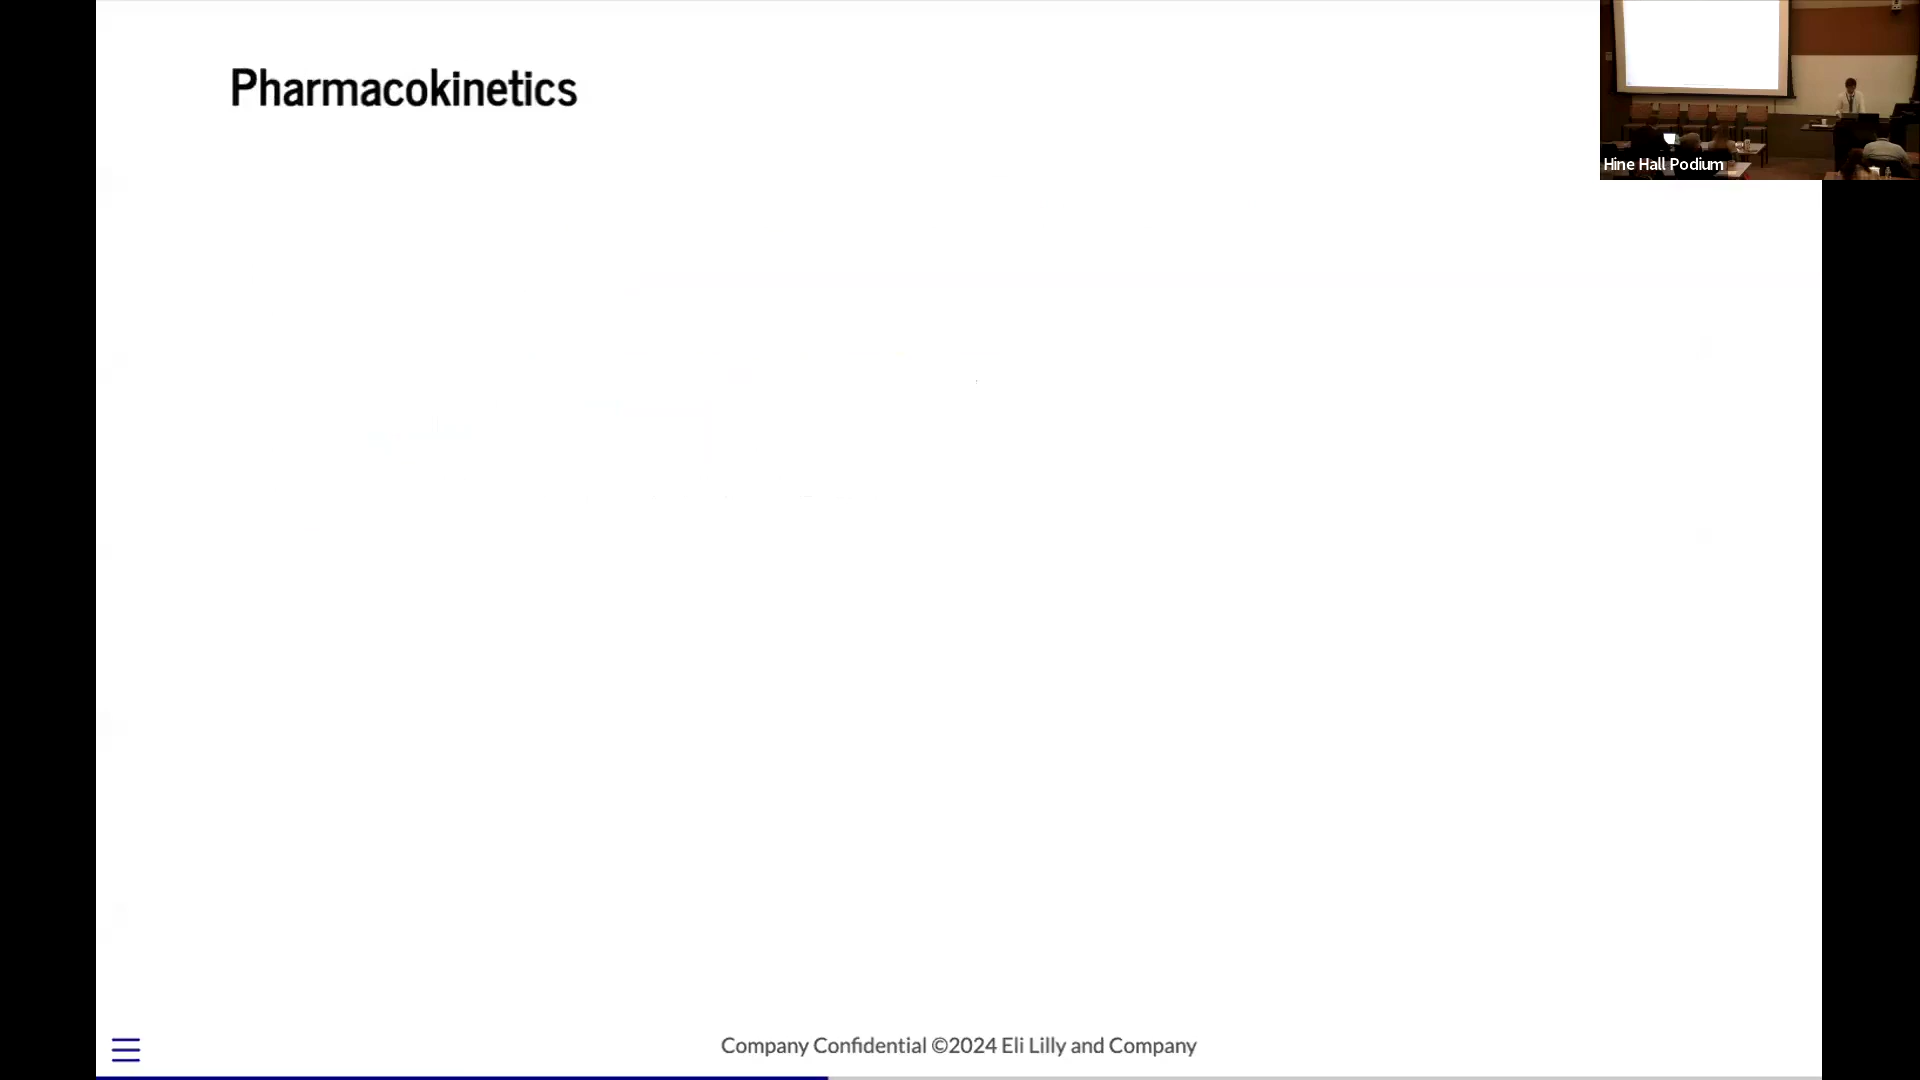 Pharmacokinetics
Hine Hall Podium
Company Confidential ©2024 Eli Lilly and Company